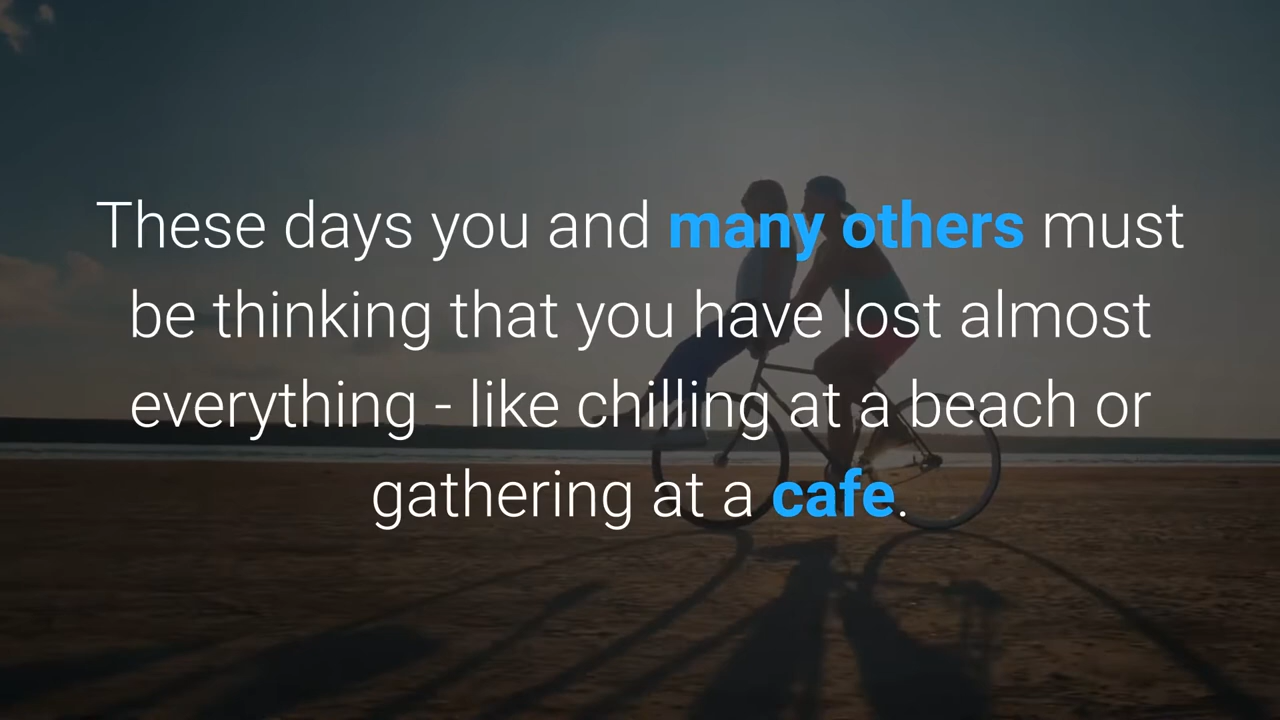 These days you and many others must
be thinking that you have lost almost
everything - like chilling at a beach or
gathering at a cafe.